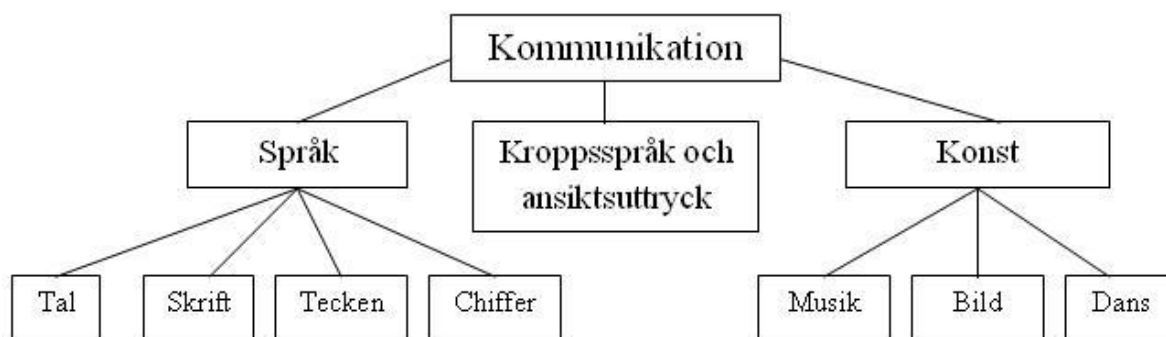 Kommunikation
Språk
Kroppsspråk och
ansiktsuttryck
Konst
Tal
Skrift
Tecken
Chiffer
Musik
Bild
Dans